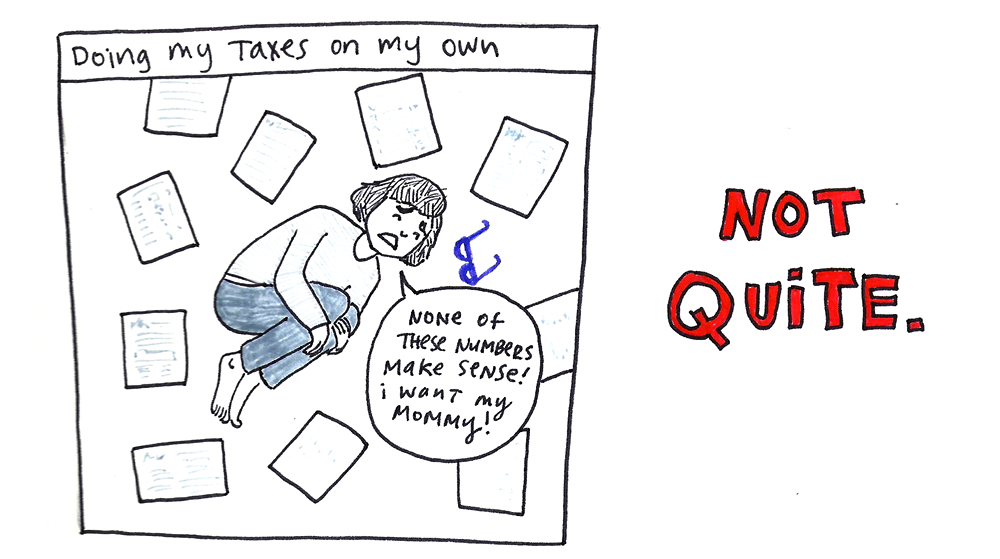 Doing my Taxes on my own
NONE of
THESE NUMBERS
MAKE SENSE!
i WANT my
MOMMY!
NOT
QUiTE.